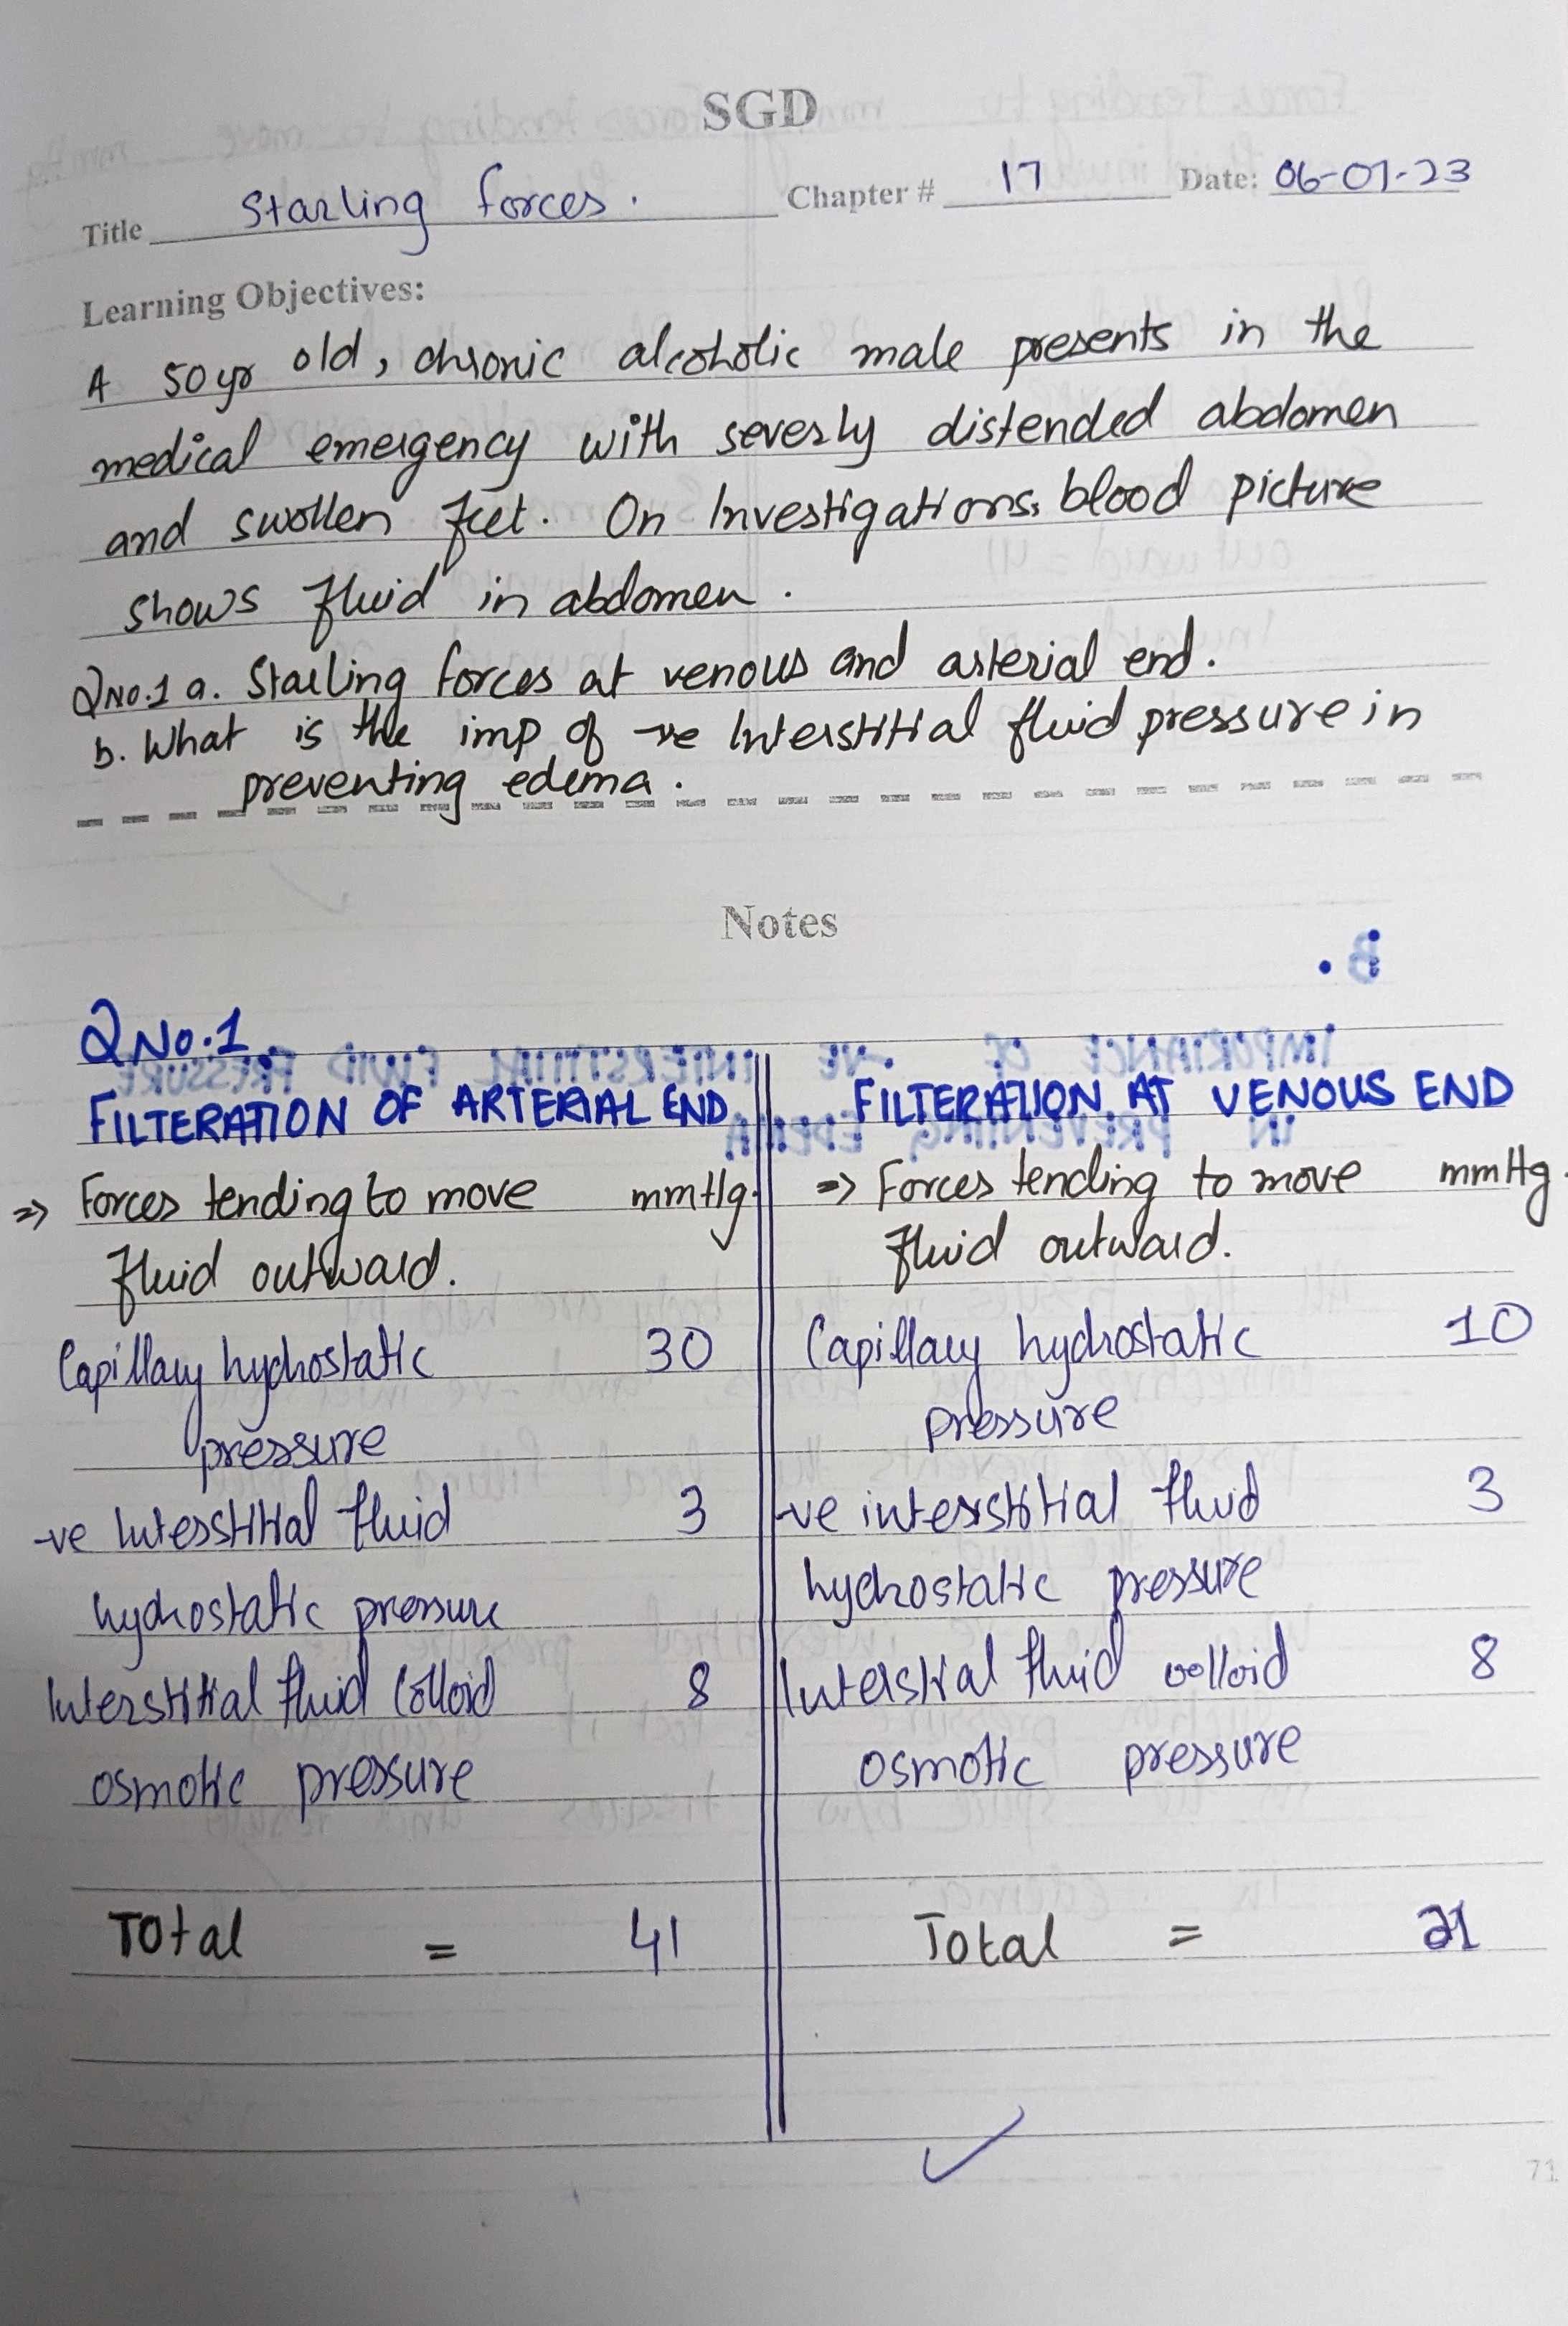 SGD
Title Starling forces. Chapter # 17 Date: 06-07-23
Learning Objectives:
A 50 yr old, chronic alcoholic male presents in the
medical emergency with severly distended abdomen
and swollen feet. On Investigations, blood picture
shows fluid in abdomen.
QNO.1 a. Starling forces at venous and arterial end.
b. What is the imp of -ve Interstitial fluid pressure in
preventing edema.
Notes
QNO.1.
FILTERATION OF ARTERIAL END
⇒ Forces tending to move mmHg.
fluid outward.
Capillary hydrostatic 30
pressure
-ve Interstitial fluid 3
hydrostatic pressure
Interstitial fluid Colloid 8
osmotic pressure
Total = 41
FILTERATION AT VENOUS END
⇒ Forces tending to move mmHg.
fluid outward.
Capillary hydrostatic 10
pressure
-ve interstitial fluid 3
hydrostatic pressure
Interstial fluid colloid 8
osmotic pressure
Total = 21
71